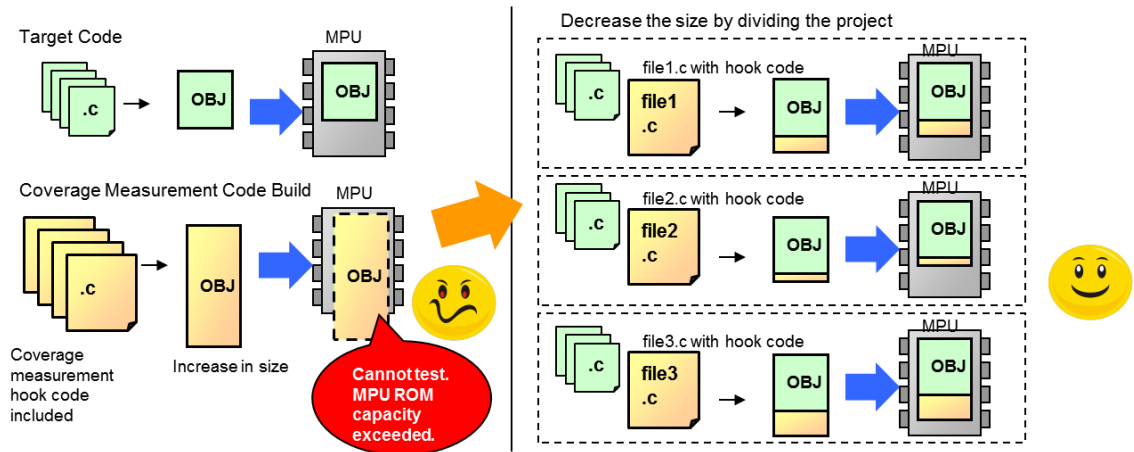 Target Code
MPU
.c
OBJ
OBJ
Coverage Measurement Code Build
MPU
.c
OBJ
OBJ
Coverage
measurement
hook code
included
Increase in size
Cannot test.
MPU ROM
capacity
exceeded.
Decrease the size by dividing the project
file1.c with hook code
MPU
.c
file1
.c
OBJ
OBJ
file2.c with hook code
MPU
.c
file2
.c
OBJ
OBJ
file3.c with hook code
MPU
.c
file3
.c
OBJ
OBJ